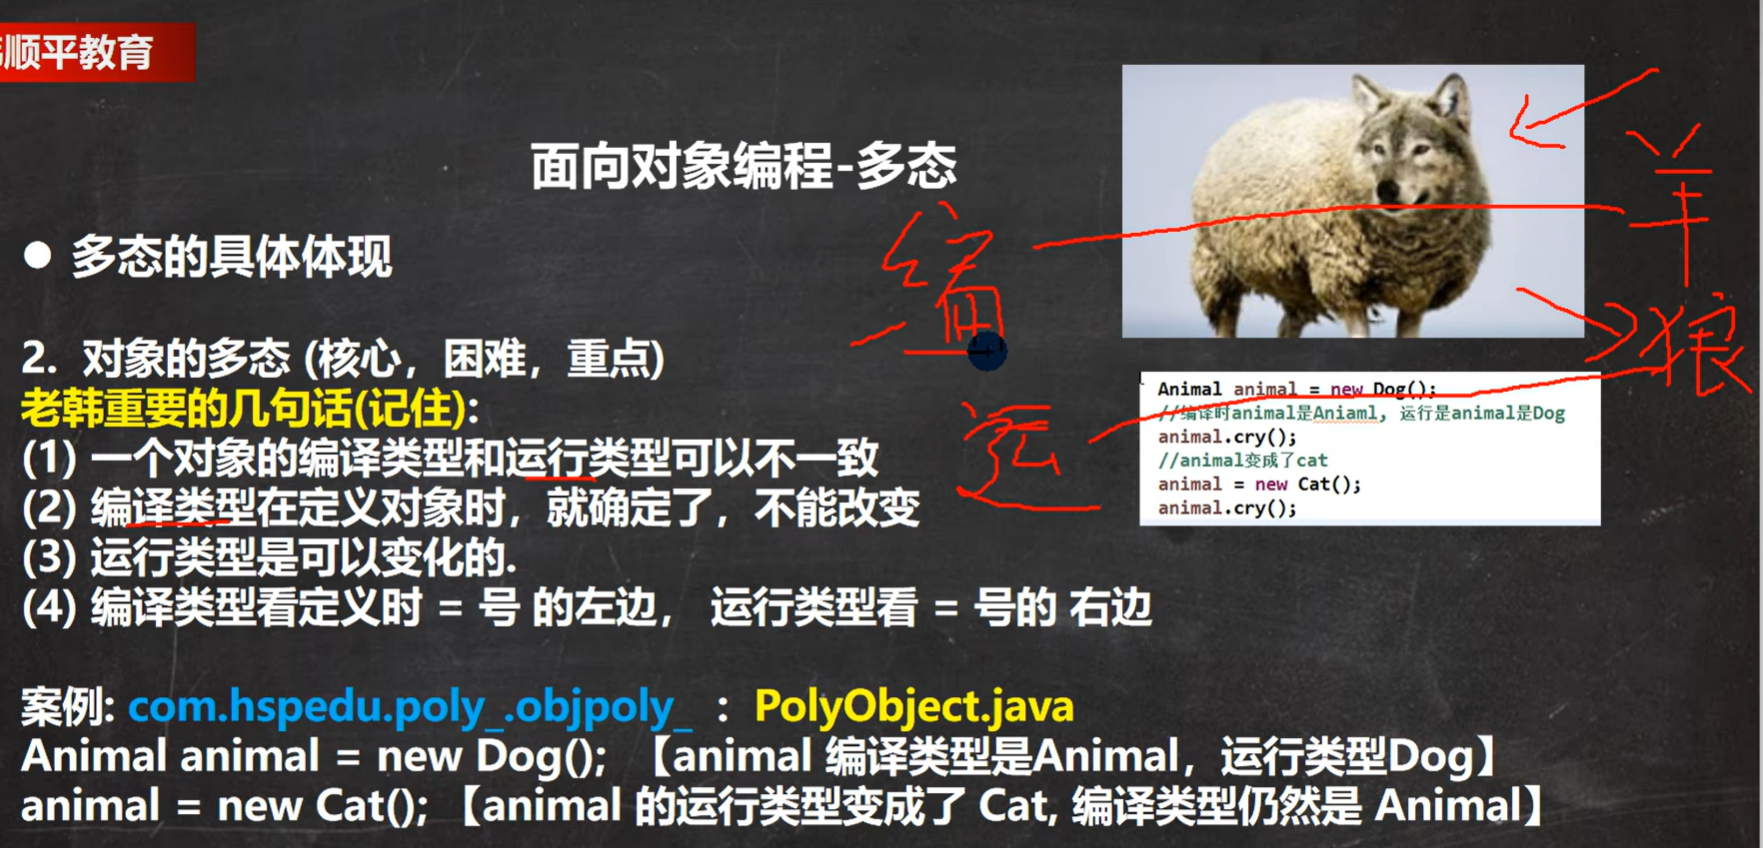 顺平教育
面向对象编程-多态
● 多态的具体体现
2. 对象的多态 (核心，困难，重点)
老韩重要的几句话(记住):
(1) 一个对象的编译类型和运行类型可以不一致
(2) 编译类型在定义对象时，就确定了，不能改变
(3) 运行类型是可以变化的.
(4) 编译类型看定义时 = 号 的左边， 运行类型看 = 号的 右边
案例: com.hspedu.poly_.objpoly_ : PolyObject.java
Animal animal = new Dog(); 【animal 编译类型是Animal，运行类型Dog】
animal = new Cat(); 【animal 的运行类型变成了 Cat, 编译类型仍然是 Animal】
编
羊
运
狼
Animal animal = new Dog();
//编译时animal是Aniaml, 运行是animal是Dog
animal.cry();
//animal变成了cat
animal = new Cat();
animal.cry();